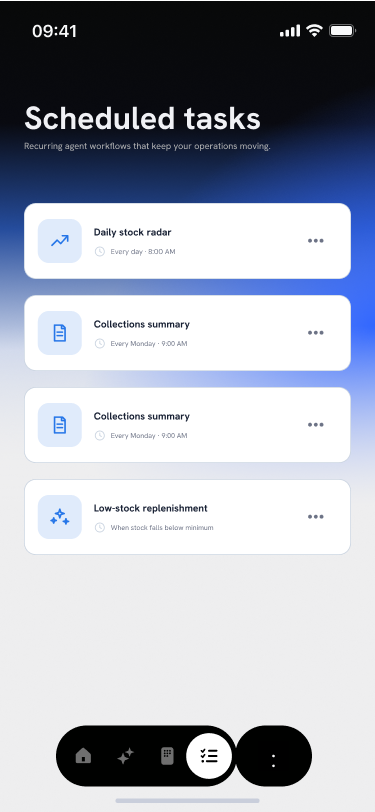 09:41
Scheduled tasks
Recurring agent workflows that keep your operations moving.
Daily stock radar
Every day · 8:00 AM
Collections summary
Every Monday · 9:00 AM
Collections summary
Every Monday · 9:00 AM
Low-stock replenishment
When stock falls below minimum